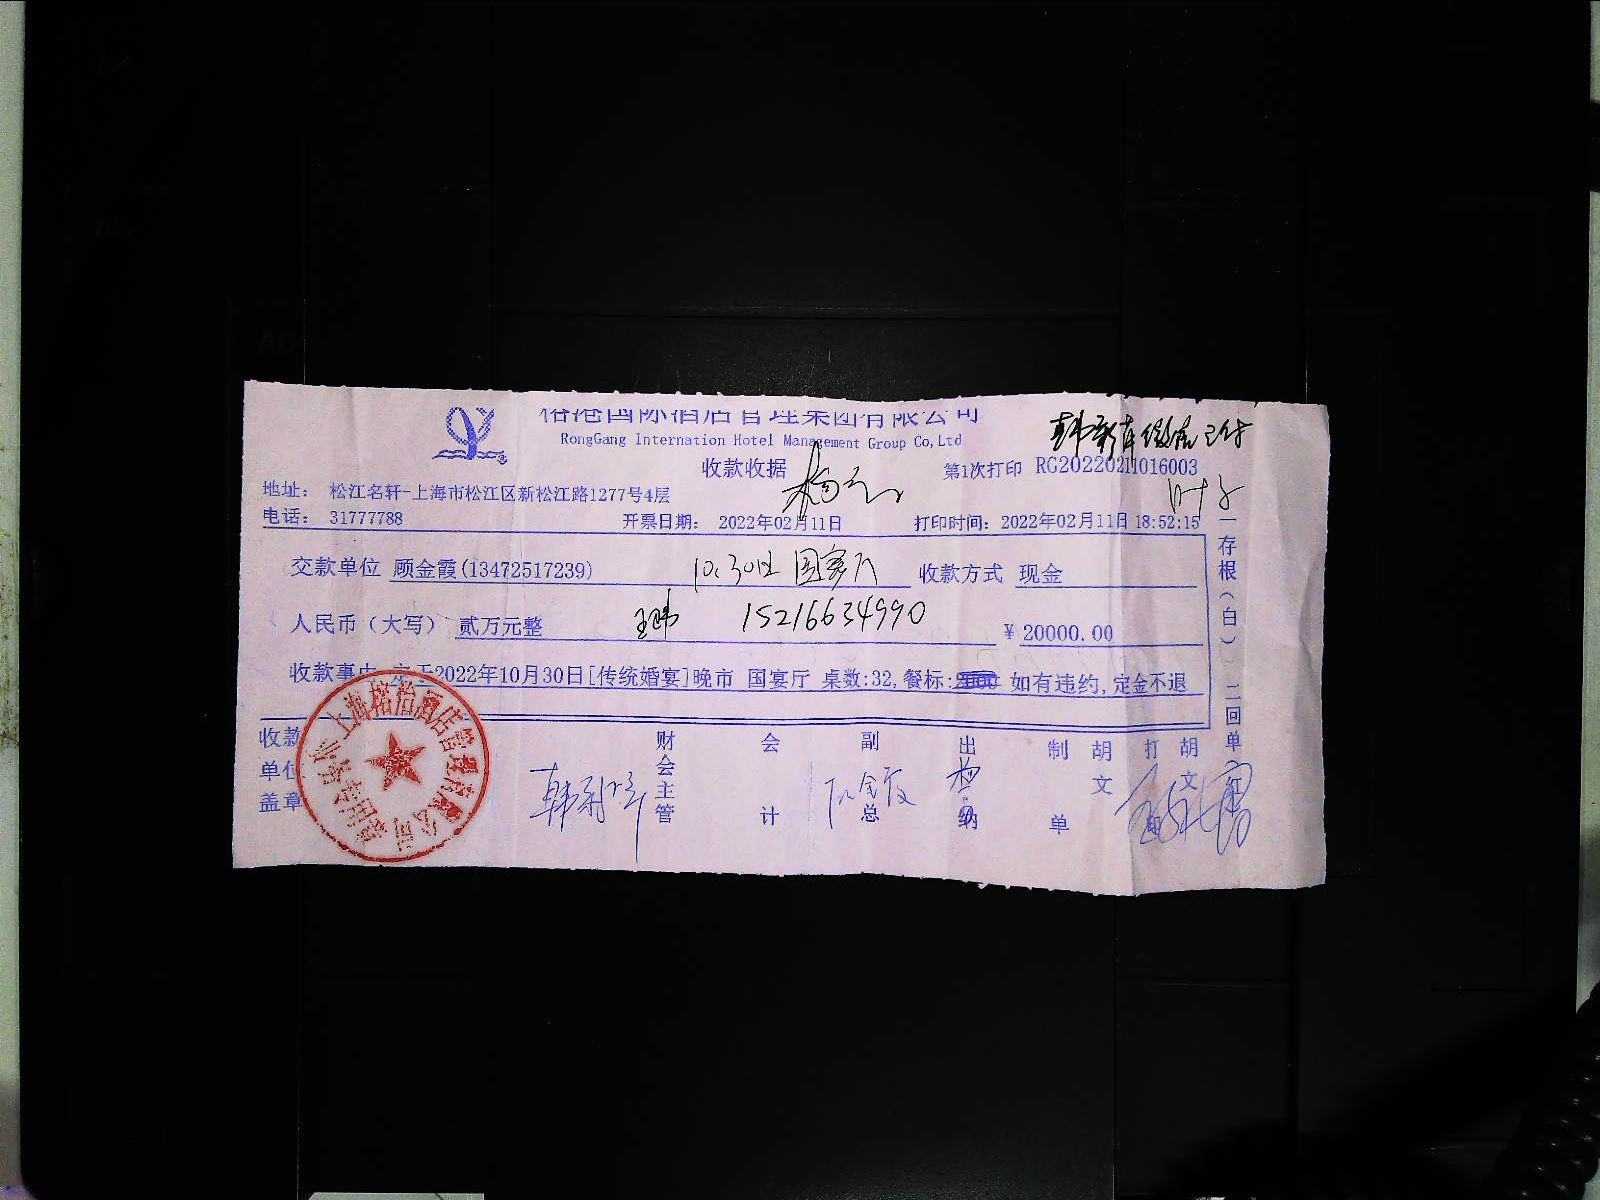 榕港国际酒店管理集团有限公司
RongGang Internation Hotel Management Group Co,Ltd
收款收据
第1次打印 RG20220211016003
地址: 松江名轩-上海市松江区新松江路1277号4层
电话: 31777788 开票日期: 2022年02月11日 打印时间: 2022年02月11日 18:52:15
交款单位 顾金霞(13472517239) 10.30 国宴厅 收款方式 现金
人民币(大写) 贰万元整 15216634990 ¥ 20000.00
收款事由 定于2022年10月30日[传统婚宴]晚市 国宴厅 桌数:32,餐标: 如有违约,定金不退
收款单位盖章 财会主管 会计 副总 出纳 制单 胡文 打 胡文
一存根(白) 二回单